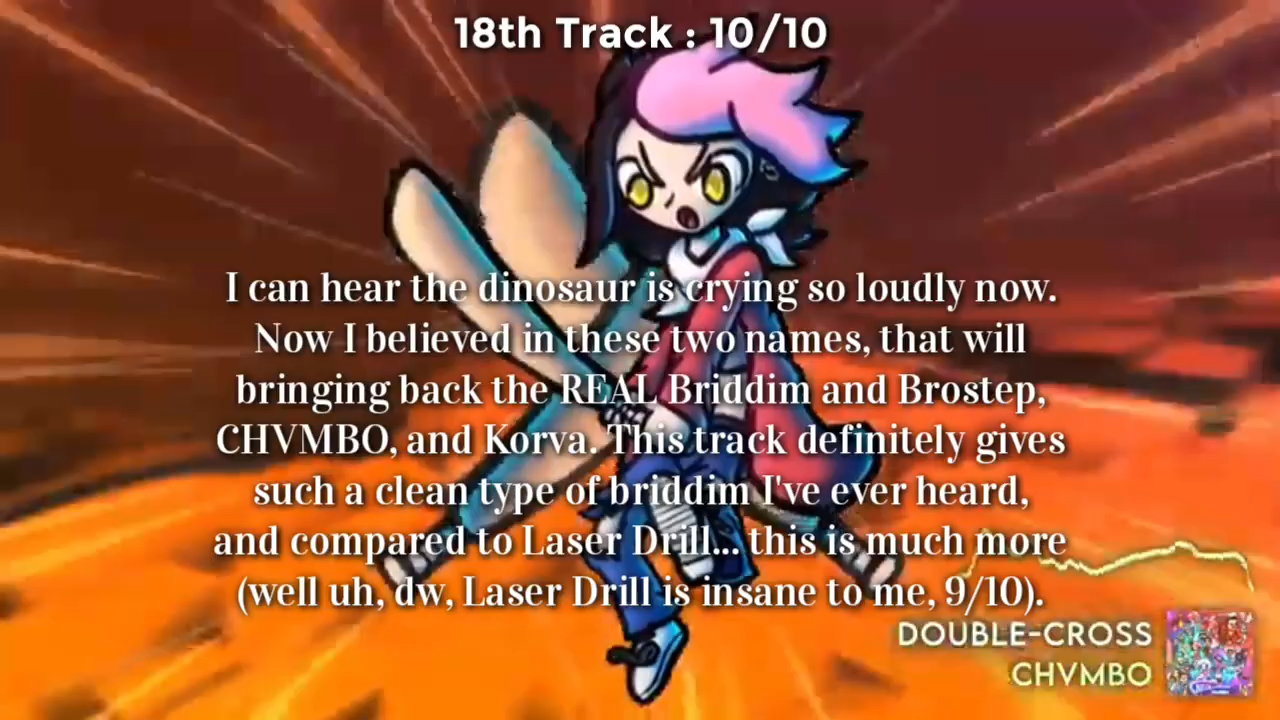 18th Track : 10/10
I can hear the dinosaur is crying so loudly now.
Now I believed in these two names, that will
bringing back the REAL Briddim and Brostep,
CHVMBO, and Korva. This track definitely gives
such a clean type of briddim I've ever heard,
and compared to Laser Drill... this is much more
(well uh, dw, Laser Drill is insane to me, 9/10).
DOUBLE-CROSS
CHVMBO